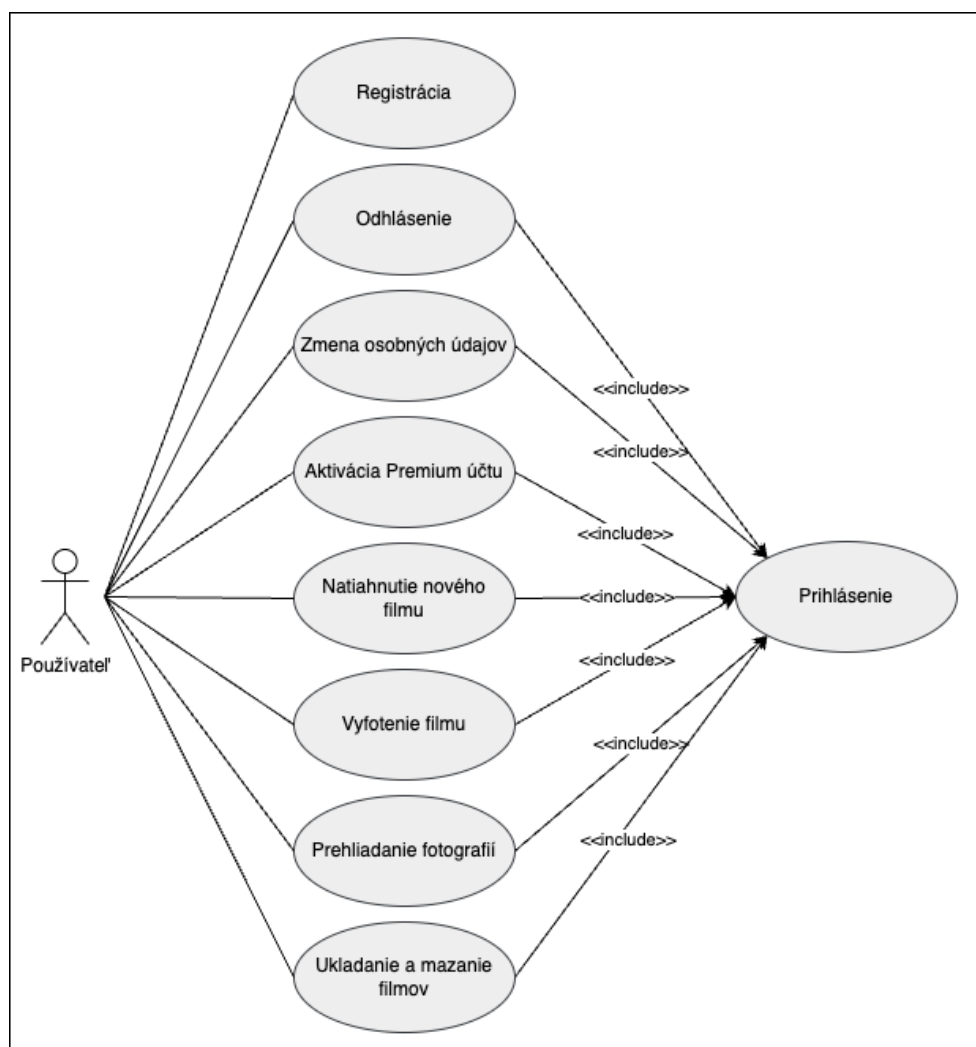 Registrácia
Odhlásenie
Zmena osobných údajov
<<include>>
<<include>>
Aktivácia Premium účtu
<<include>>
Natiahnutie nového
filmu
<<include>>
Prihlásenie
Používateľ
<<include>>
Vyfotenie filmu
<<include>>
Prehliadanie fotografií
<<include>>
Ukladanie a mazanie
filmov